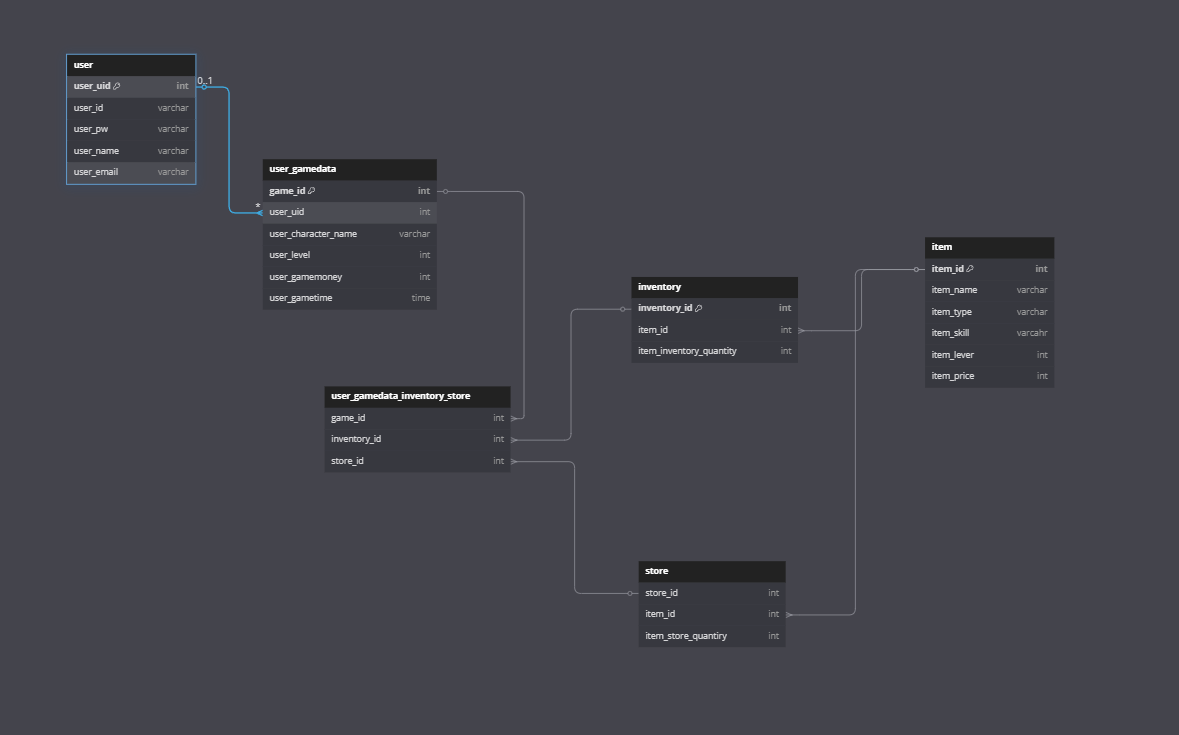 user
user_uid int
user_id varchar
user_pw varchar
user_name varchar
user_email varchar
0..1
*
user_gamedata
game_id int
user_uid int
user_character_name varchar
user_level int
user_gamemoney int
user_gametime time
item
item_id int
item_name varchar
item_type varchar
item_skill varcahr
item_lever int
item_price int
inventory
inventory_id int
item_id int
item_inventory_quantity int
user_gamedata_inventory_store
game_id int
inventory_id int
store_id int
store
store_id int
item_id int
item_store_quantiry int